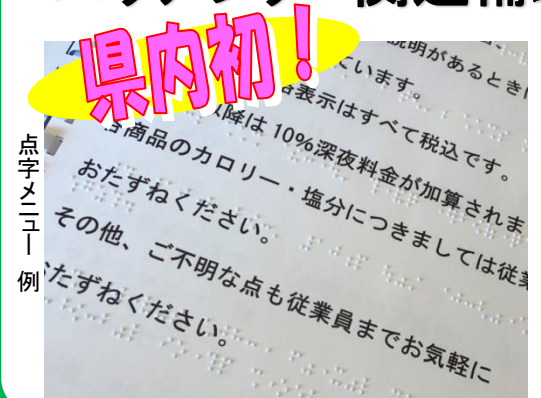 県内初!
点字メニュー 例
説明があるときは
ています。
表示はすべて税込です。
以降は10%深夜料金が加算されま
各商品のカロリー・塩分につきましては従業
おたずねください。
その他、ご不明な点も従業員までお気軽に
おたずねください。